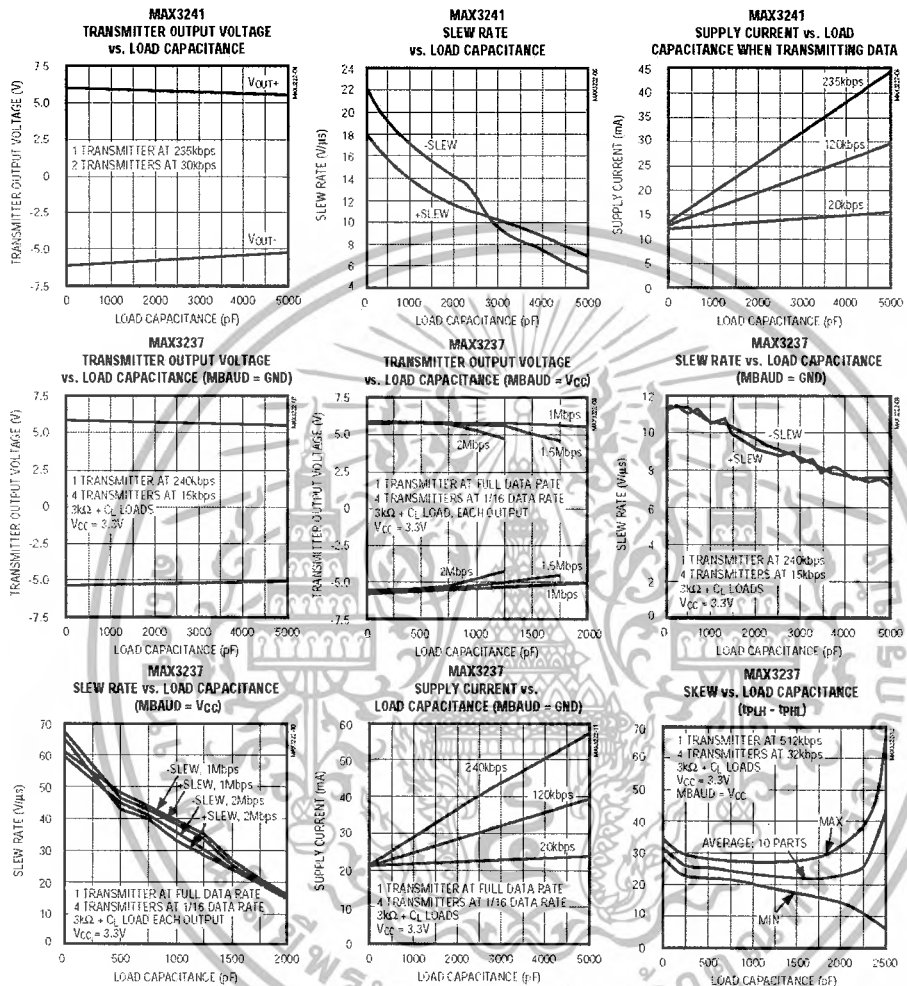 MAX3241
TRANSMITTER OUTPUT VOLTAGE
vs. LOAD CAPACITANCE
TRANSMITTER OUTPUT VOLTAGE (V)
7.5
5.0
2.5
0
-2.5
-5.0
-7.5
VOUT+
1 TRANSMITTER AT 235kbps
2 TRANSMITTERS AT 30kbps
VOUT-
0 1000 2000 3000 4000 5000
LOAD CAPACITANCE (pF)
MAX3241
SLEW RATE
vs. LOAD CAPACITANCE
SLEW RATE (V/µs)
24
22
20
18
16
14
12
10
8
6
4
-SLEW
+SLEW
0 1000 2000 3000 4000 5000
LOAD CAPACITANCE (pF)
MAX3241
SUPPLY CURRENT vs. LOAD
CAPACITANCE WHEN TRANSMITTING DATA
SUPPLY CURRENT (mA)
45
40
35
30
25
20
15
10
5
0
235kbps
120kbps
20kbps
0 1000 2000 3000 4000 5000
LOAD CAPACITANCE (pF)
MAX3237
TRANSMITTER OUTPUT VOLTAGE
vs. LOAD CAPACITANCE (MBAUD = GND)
TRANSMITTER OUTPUT VOLTAGE (V)
7.5
5.0
2.5
0
-2.5
-5.0
-7.5
1 TRANSMITTER AT 240kbps
4 TRANSMITTERS AT 15kbps
3kΩ + CL LOADS
VCC = 3.3V
0 1000 2000 3000 4000 5000
LOAD CAPACITANCE (pF)
MAX3237
TRANSMITTER OUTPUT VOLTAGE
vs. LOAD CAPACITANCE (MBAUD = VCC)
TRANSMITTER OUTPUT VOLTAGE (V)
7.5
5.0
2.5
0
-2.5
-5.0
-7.5
1Mbps
2Mbps
1.5Mbps
1 TRANSMITTER AT FULL DATA RATE
4 TRANSMITTERS AT 1/16 DATA RATE
3kΩ + CL LOAD, EACH OUTPUT
VCC = 3.3V
2Mbps
1.5Mbps
1Mbps
0 500 1000 1500 2000
LOAD CAPACITANCE (pF)
MAX3237
SLEW RATE vs. LOAD CAPACITANCE
(MBAUD = GND)
SLEW RATE (V/µs)
12
10
8
6
4
2
0
-SLEW
+SLEW
1 TRANSMITTER AT 240kbps
4 TRANSMITTERS AT 15kbps
3kΩ + CL LOADS
VCC = 3.3V
0 1000 2000 3000 4000 5000
LOAD CAPACITANCE (pF)
MAX3237
SLEW RATE vs. LOAD CAPACITANCE
(MBAUD = VCC)
SLEW RATE (V/µs)
70
60
50
40
30
20
10
0
-SLEW, 1Mbps
+SLEW, 1Mbps
-SLEW, 2Mbps
+SLEW, 2Mbps
1 TRANSMITTER AT FULL DATA RATE
4 TRANSMITTERS AT 1/16 DATA RATE
3kΩ + CL LOAD EACH OUTPUT
VCC = 3.3V
0 500 1000 1500 2000
LOAD CAPACITANCE (pF)
MAX3237
SUPPLY CURRENT vs.
LOAD CAPACITANCE (MBAUD = GND)
SUPPLY CURRENT (mA)
60
50
40
30
20
10
0
240kbps
120kbps
20kbps
1 TRANSMITTER AT FULL DATA RATE
4 TRANSMITTERS AT 1/16 DATA RATE
3kΩ + CL LOADS
VCC = 3.3V
0 1000 2000 3000 4000 5000
LOAD CAPACITANCE (pF)
MAX3237
SKEW vs. LOAD CAPACITANCE
(tPLH - tPHL)
70
60
50
40
30
20
10
0
1 TRANSMITTER AT 512kbps
4 TRANSMITTERS AT 32kbps
3kΩ + CL LOADS
VCC = 3.3V
MBAUD = VCC
MAX
AVERAGE; 10 PARTS
MIN
0 500 1000 1500 2000 2500
LOAD CAPACITANCE (pF)